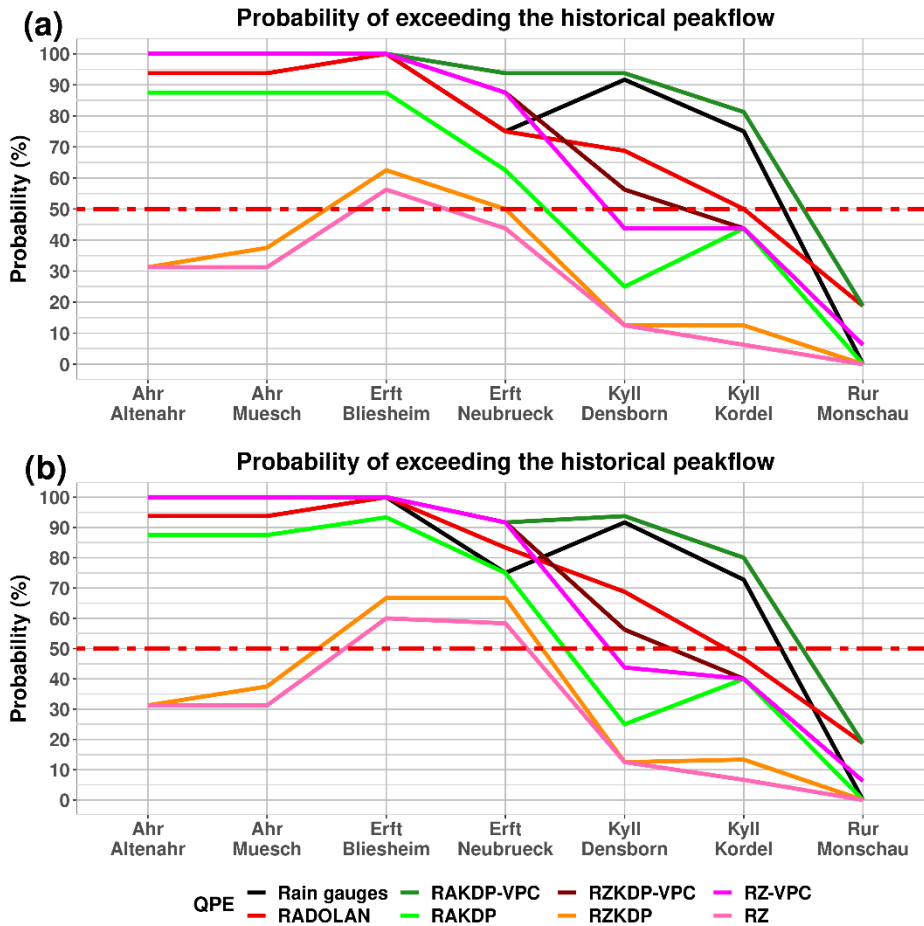 (a)
Probability of exceeding the historical peakflow
Probability (%)
100
90
80
70
60
50
40
30
20
10
0
Ahr Ahr Erft Erft Kyll Kyll Rur
Altenahr Muesch Bliesheim Neubrueck Densborn Kordel Monschau
(b)
Probability of exceeding the historical peakflow
Probability (%)
100
90
80
70
60
50
40
30
20
10
0
Ahr Ahr Erft Erft Kyll Kyll Rur
Altenahr Muesch Bliesheim Neubrueck Densborn Kordel Monschau
QPE
Rain gauges RAKDP-VPC RZKDP-VPC RZ-VPC
RADOLAN RAKDP RZKDP RZ